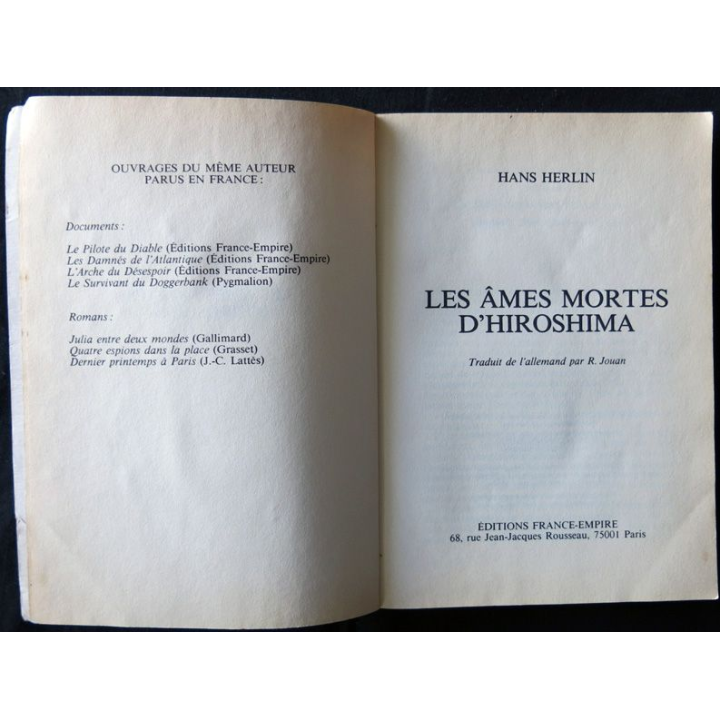 OUVRAGES DU MÊME AUTEUR
PARUS EN FRANCE :
Documents :
Le Pilote du Diable (Éditions France-Empire)
Les Damnés de l'Atlantique (Éditions France-Empire)
L'Arche du Désespoir (Éditions France-Empire)
Le Survivant du Doggerbank (Pygmalion)
Romans :
Julia entre deux mondes (Gallimard)
Quatre espions dans la place (Grasset)
Dernier printemps à Paris (J.-C. Lattès)
HANS HERLIN
LES ÂMES MORTES
D'HIROSHIMA
Traduit de l'allemand par R. Jouan
ÉDITIONS FRANCE-EMPIRE
68, rue Jean-Jacques Rousseau, 75001 Paris